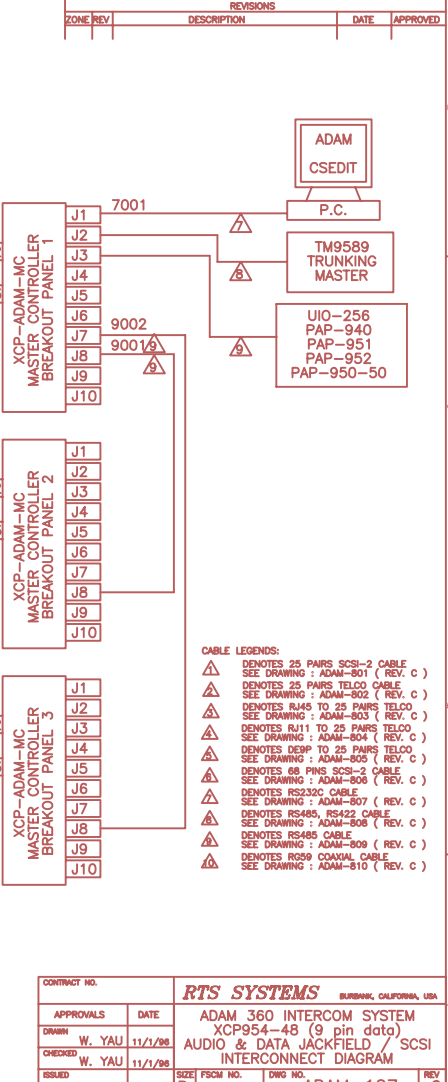 REVISIONS
ZONE REV DESCRIPTION DATE APPROVED
ADAM
CSEDIT
P.C.
7001
7
TM9589
TRUNKING
MASTER
8
UIO-256
PAP-940
PAP-951
PAP-952
PAP-950-50
9
XCP-ADAM-MC
MASTER CONTROLLER
BREAKOUT PANEL 1
J1
J2
J3
J4
J5
J6
J7
J8
J9
J10
9002
9
9001
9
XCP-ADAM-MC
MASTER CONTROLLER
BREAKOUT PANEL 2
J1
J2
J3
J4
J5
J6
J7
J8
J9
J10
XCP-ADAM-MC
MASTER CONTROLLER
BREAKOUT PANEL 3
J1
J2
J3
J4
J5
J6
J7
J8
J9
J10
CABLE LEGENDS:
1 DENOTES 25 PAIRS SCSI-2 CABLE
SEE DRAWING : ADAM-801 ( REV. C )
2 DENOTES 25 PAIRS TELCO CABLE
SEE DRAWING : ADAM-802 ( REV. C )
3 DENOTES RJ45 TO 25 PAIRS TELCO
SEE DRAWING : ADAM-803 ( REV. C )
4 DENOTES RJ11 TO 25 PAIRS TELCO
SEE DRAWING : ADAM-804 ( REV. C )
5 DENOTES DE9P TO 25 PAIRS TELCO
SEE DRAWING : ADAM-805 ( REV. C )
6 DENOTES 68 PINS SCSI-2 CABLE
SEE DRAWING : ADAM-806 ( REV. C )
7 DENOTES RS232C CABLE
SEE DRAWING : ADAM-807 ( REV. C )
8 DENOTES RS485, RS422 CABLE
SEE DRAWING : ADAM-808 ( REV. C )
9 DENOTES RS485 CABLE
SEE DRAWING : ADAM-809 ( REV. C )
10 DENOTES RG59 COAXIAL CABLE
SEE DRAWING : ADAM-810 ( REV. C )
CONTRACT NO.
RTS SYSTEMS BURBANK, CALIFORNIA, USA
APPROVALS DATE
DRAWN W. YAU 11/1/96
CHECKED W. YAU 11/1/96
ISSUED
ADAM 360 INTERCOM SYSTEM
XCP954-48 (9 pin data)
AUDIO & DATA JACKFIELD / SCSI
INTERCONNECT DIAGRAM
SIZE FSCM NO. DWG NO. REV